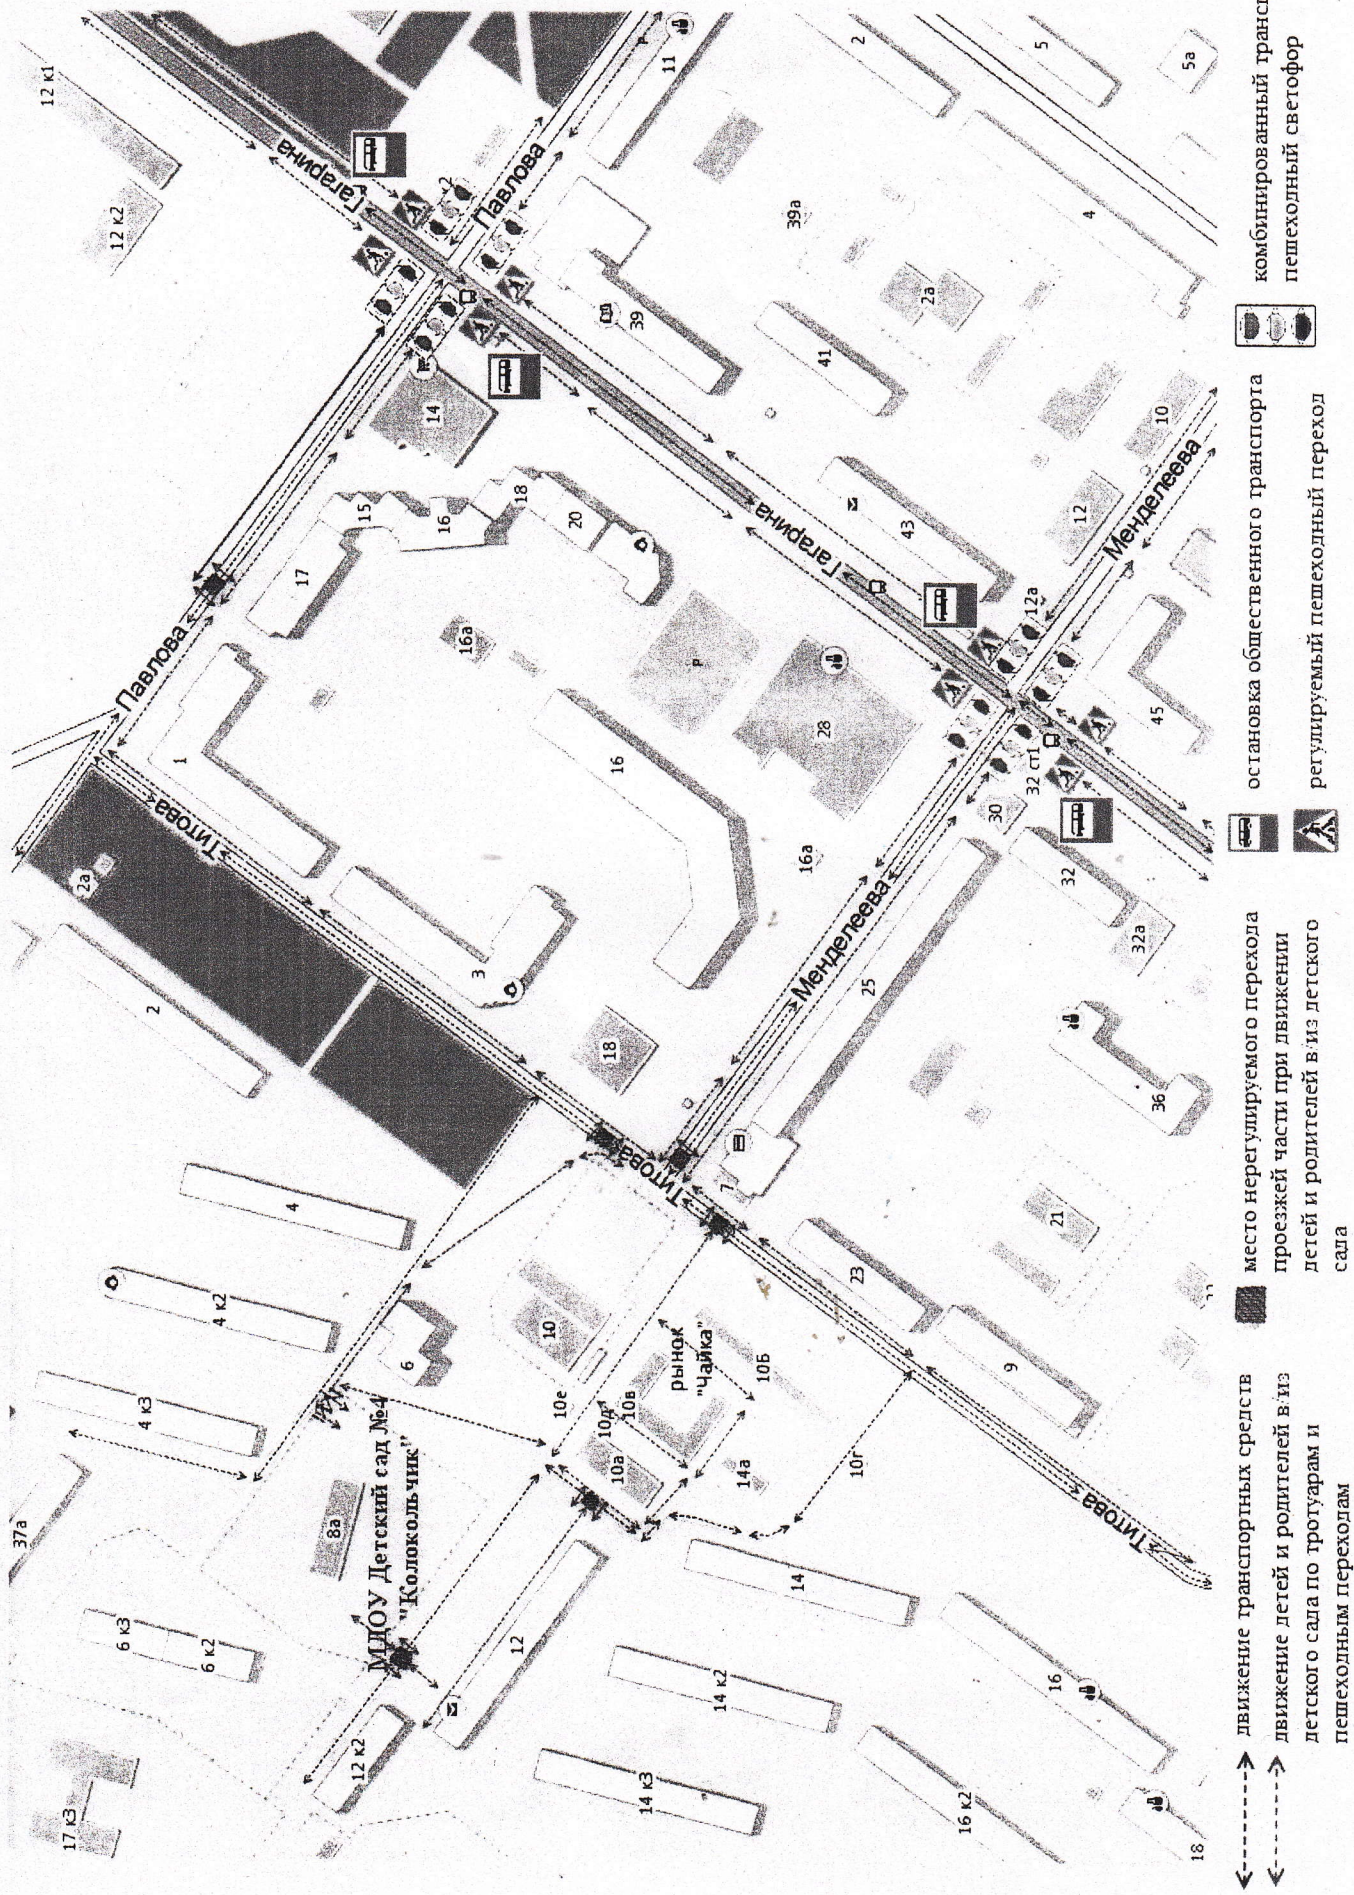 17 к3
6 к3
6 к2
37а
4 к3
2
2а
12 к1
12 к2
Павлова
Титова
1
4 к2
4
8а
МДОУ Детский сад №4
"Колокольчик"
12 к2
6
17
15
14
16
18
20
Гагарина
Павлова
2
11
3
16а
12
10
18
16
10е
10д
10а
10в
рынок
"Чайка"
14 к3
14 к2
14
14а
10Б
Титова
7
Р
28
16а
39
39а
41
2
Гагарина
Гагарина
Менделеева
10г
23
25
43
2а
5
4
5а
16 к2
16
9
21
36
30
32
32 ст1
32а
12а
12
10
45
Менделеева
Титова
18
движение транспортных средств
движение детей и родителей в\из
детского сада по тротуарам и
пешеходным переходам
место нерегулируемого перехода
проезжей части при движении
детей и родителей в\из детского
сада
остановка общественного транспорта
регулируемый пешеходный переход
комбинированный
пешеходный светофор